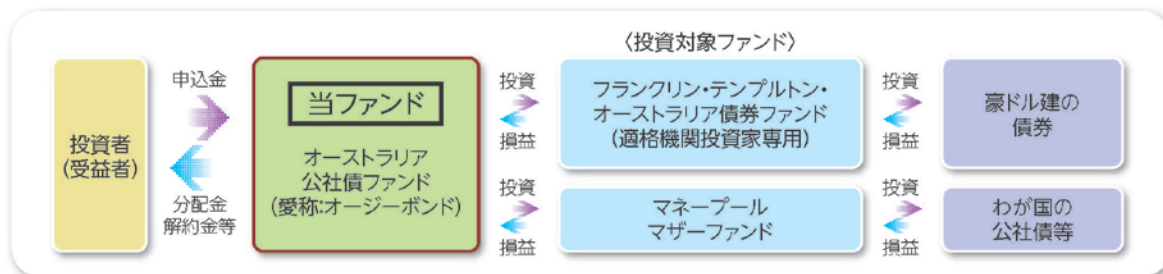 〈投資対象ファンド〉
投資者
(受益者)
申込金
分配金
解約金等
当ファンド
オーストラリア
公社債ファンド
(愛称:オージーボンド)
投資
損益
フランクリン・テンプルトン・
オーストラリア債券ファンド
(適格機関投資家専用)
投資
損益
豪ドル建の
債券
投資
損益
マネープール
マザーファンド
投資
損益
わが国の
公社債等